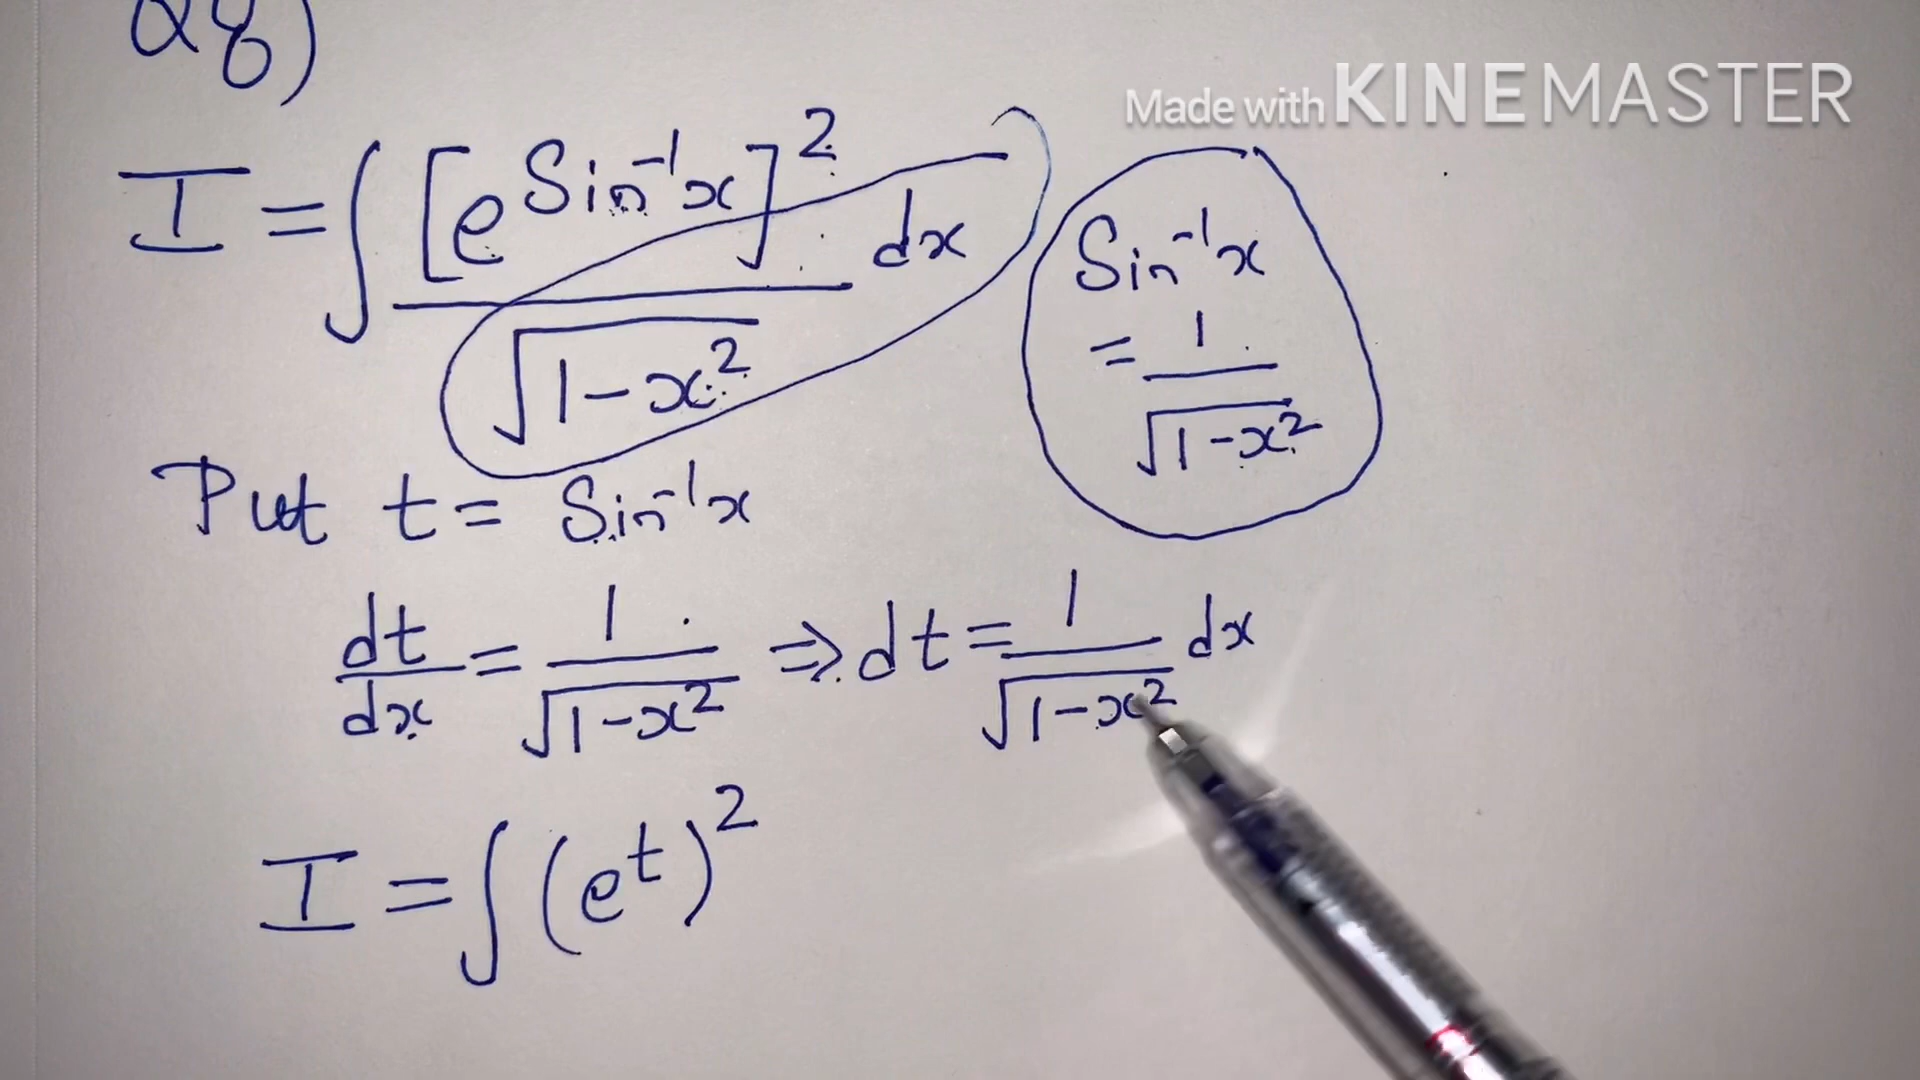 Q8)
Made with KINEMASTER
I = ∫ [e^Sin⁻¹x]² / √1-x² dx
Sin⁻¹x
= 1 / √1-x²
Put t = Sin⁻¹x
dt/dx = 1/√1-x² ⇒ dt = 1/√1-x² dx
I = ∫ (e^t)²